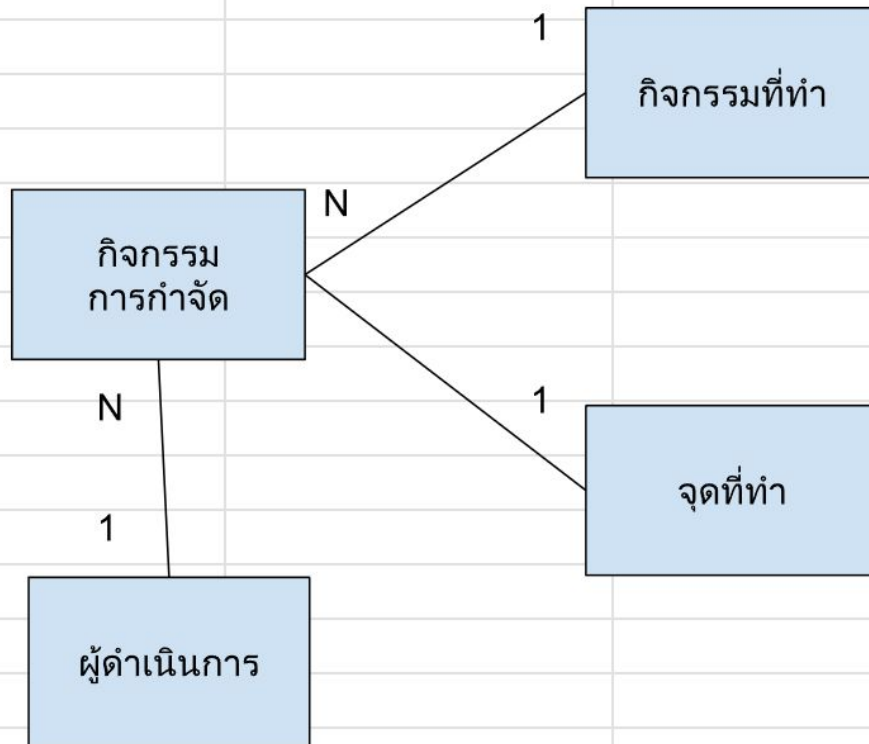 1
กิจกรรมที่ทำ
N
กิจกรรม
การกำจัด
1
N
จุดที่ทำ
1
ผู้ดำเนินการ